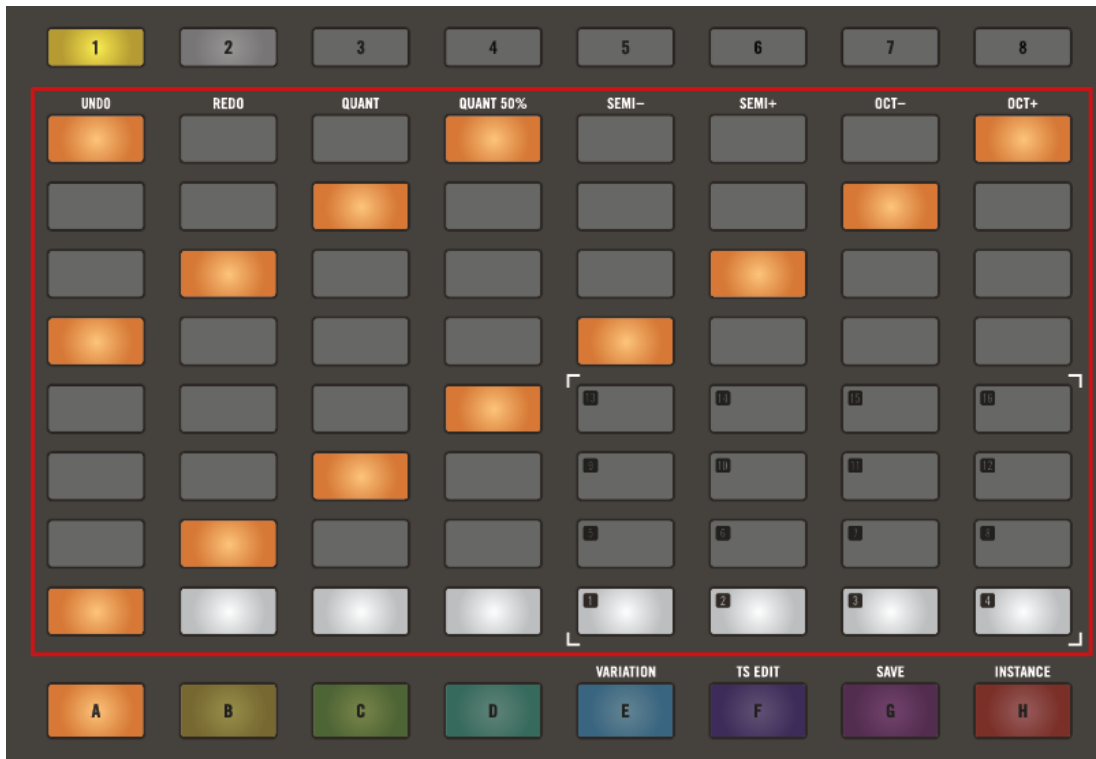 1 2 3 4 5 6 7 8
UNDO REDO QUANT QUANT 50% SEMI– SEMI+ OCT– OCT+
13 14 15 16
9 10 11 12
5 6 7 8
1 2 3 4
VARIATION TS EDIT SAVE INSTANCE
A B C D E F G H